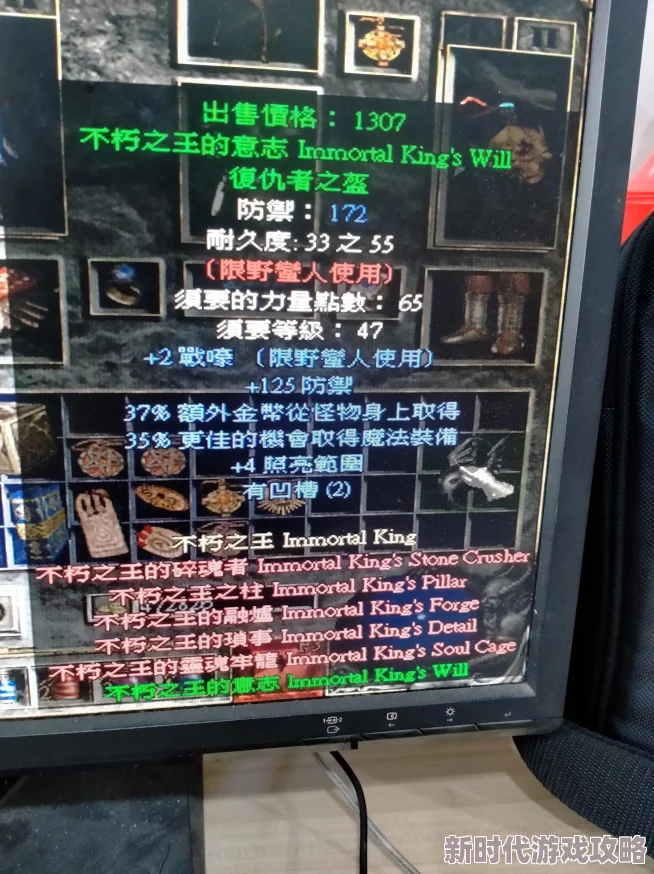 出售價格： 1307
不朽之王的意志 Immortal King's Will
復仇者之盔
防禦： 172
耐久度: 33 之 55
（限野蠻人使用）
須要的力量點數： 65
須要等級： 47
+2 戰嚎 （限野蠻人使用）
+125 防禦
37% 額外金幣從怪物身上取得
35% 更佳的機會取得魔法裝備
+4 照亮範圍
有凹槽 (2)
不朽之王 Immortal King
不朽之王的碎魂者 Immortal King's Stone Crusher
不朽之王之柱 Immortal King's Pillar
不朽之王的融爐 Immortal King's Forge
不朽之王的瑣事 Immortal King's Detail
不朽之王的靈魂牢籠 Immortal King's Soul Cage
不朽之王的意志 Immortal King's Will
新时代游戏攻略